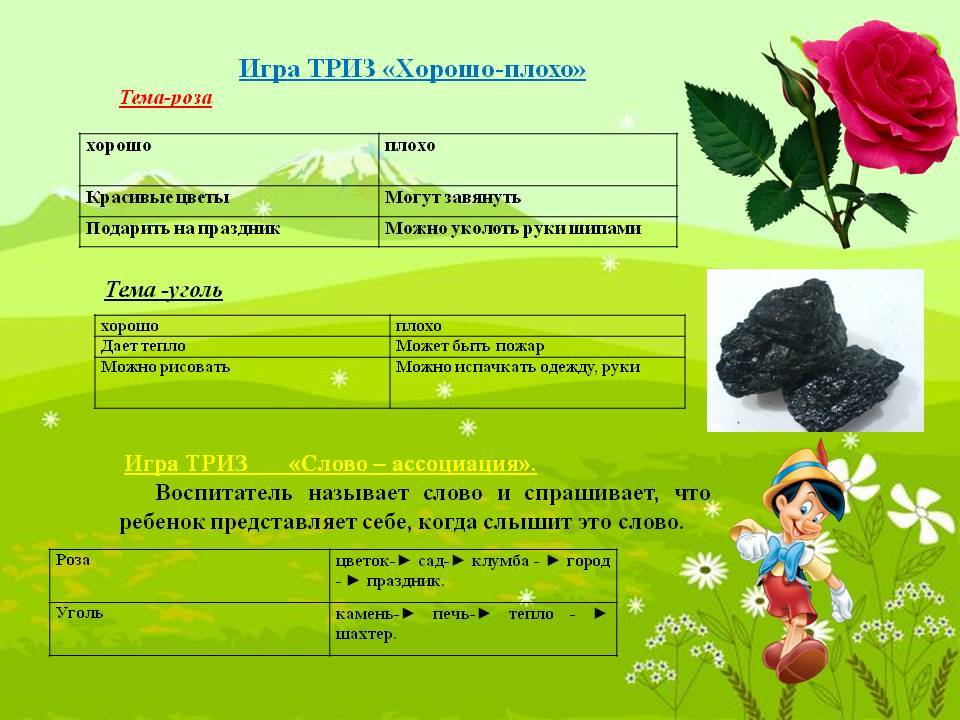 Игра ТРИЗ «Хорошо-плохо»
Тема-роза
хорошо плохо
Красивые цветы Могут завянуть
Подарить на праздник Можно уколоть руки шипами
Тема -уголь
хорошо плохо
Дает тепло Может быть пожар
Можно рисовать Можно испачкать одежду, руки
Игра ТРИЗ «Слово – ассоциация».
Воспитатель называет слово и спрашивает, что
ребенок представляет себе, когда слышит это слово.
Роза цветок-► сад-► клумба - ► город
- ► праздник.
Уголь камень-► печь-► тепло - ►
шахтер.